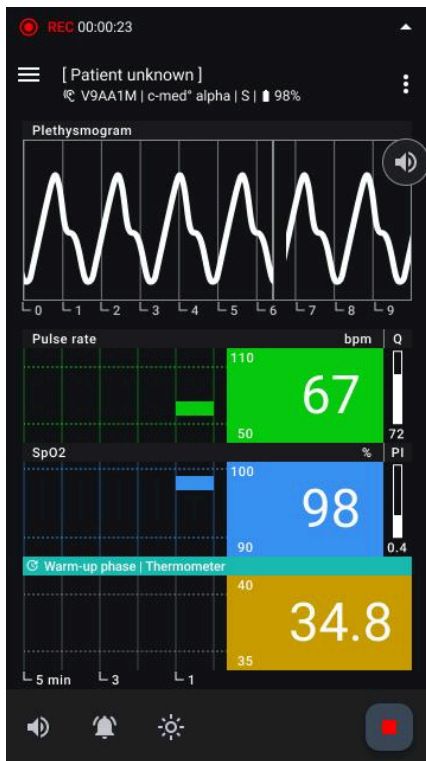 REC 00:00:23
[ Patient unknown ]
V9AA1M | c-med° alpha | S | 98%
Plethysmogram
0 1 2 3 4 5 6 7 8 9
Pulse rate bpm Q
110
67
50 72
SpO2 % PI
100
98
90 0.4
Warm-up phase | Thermometer
40
34.8
35
5 min 3 1